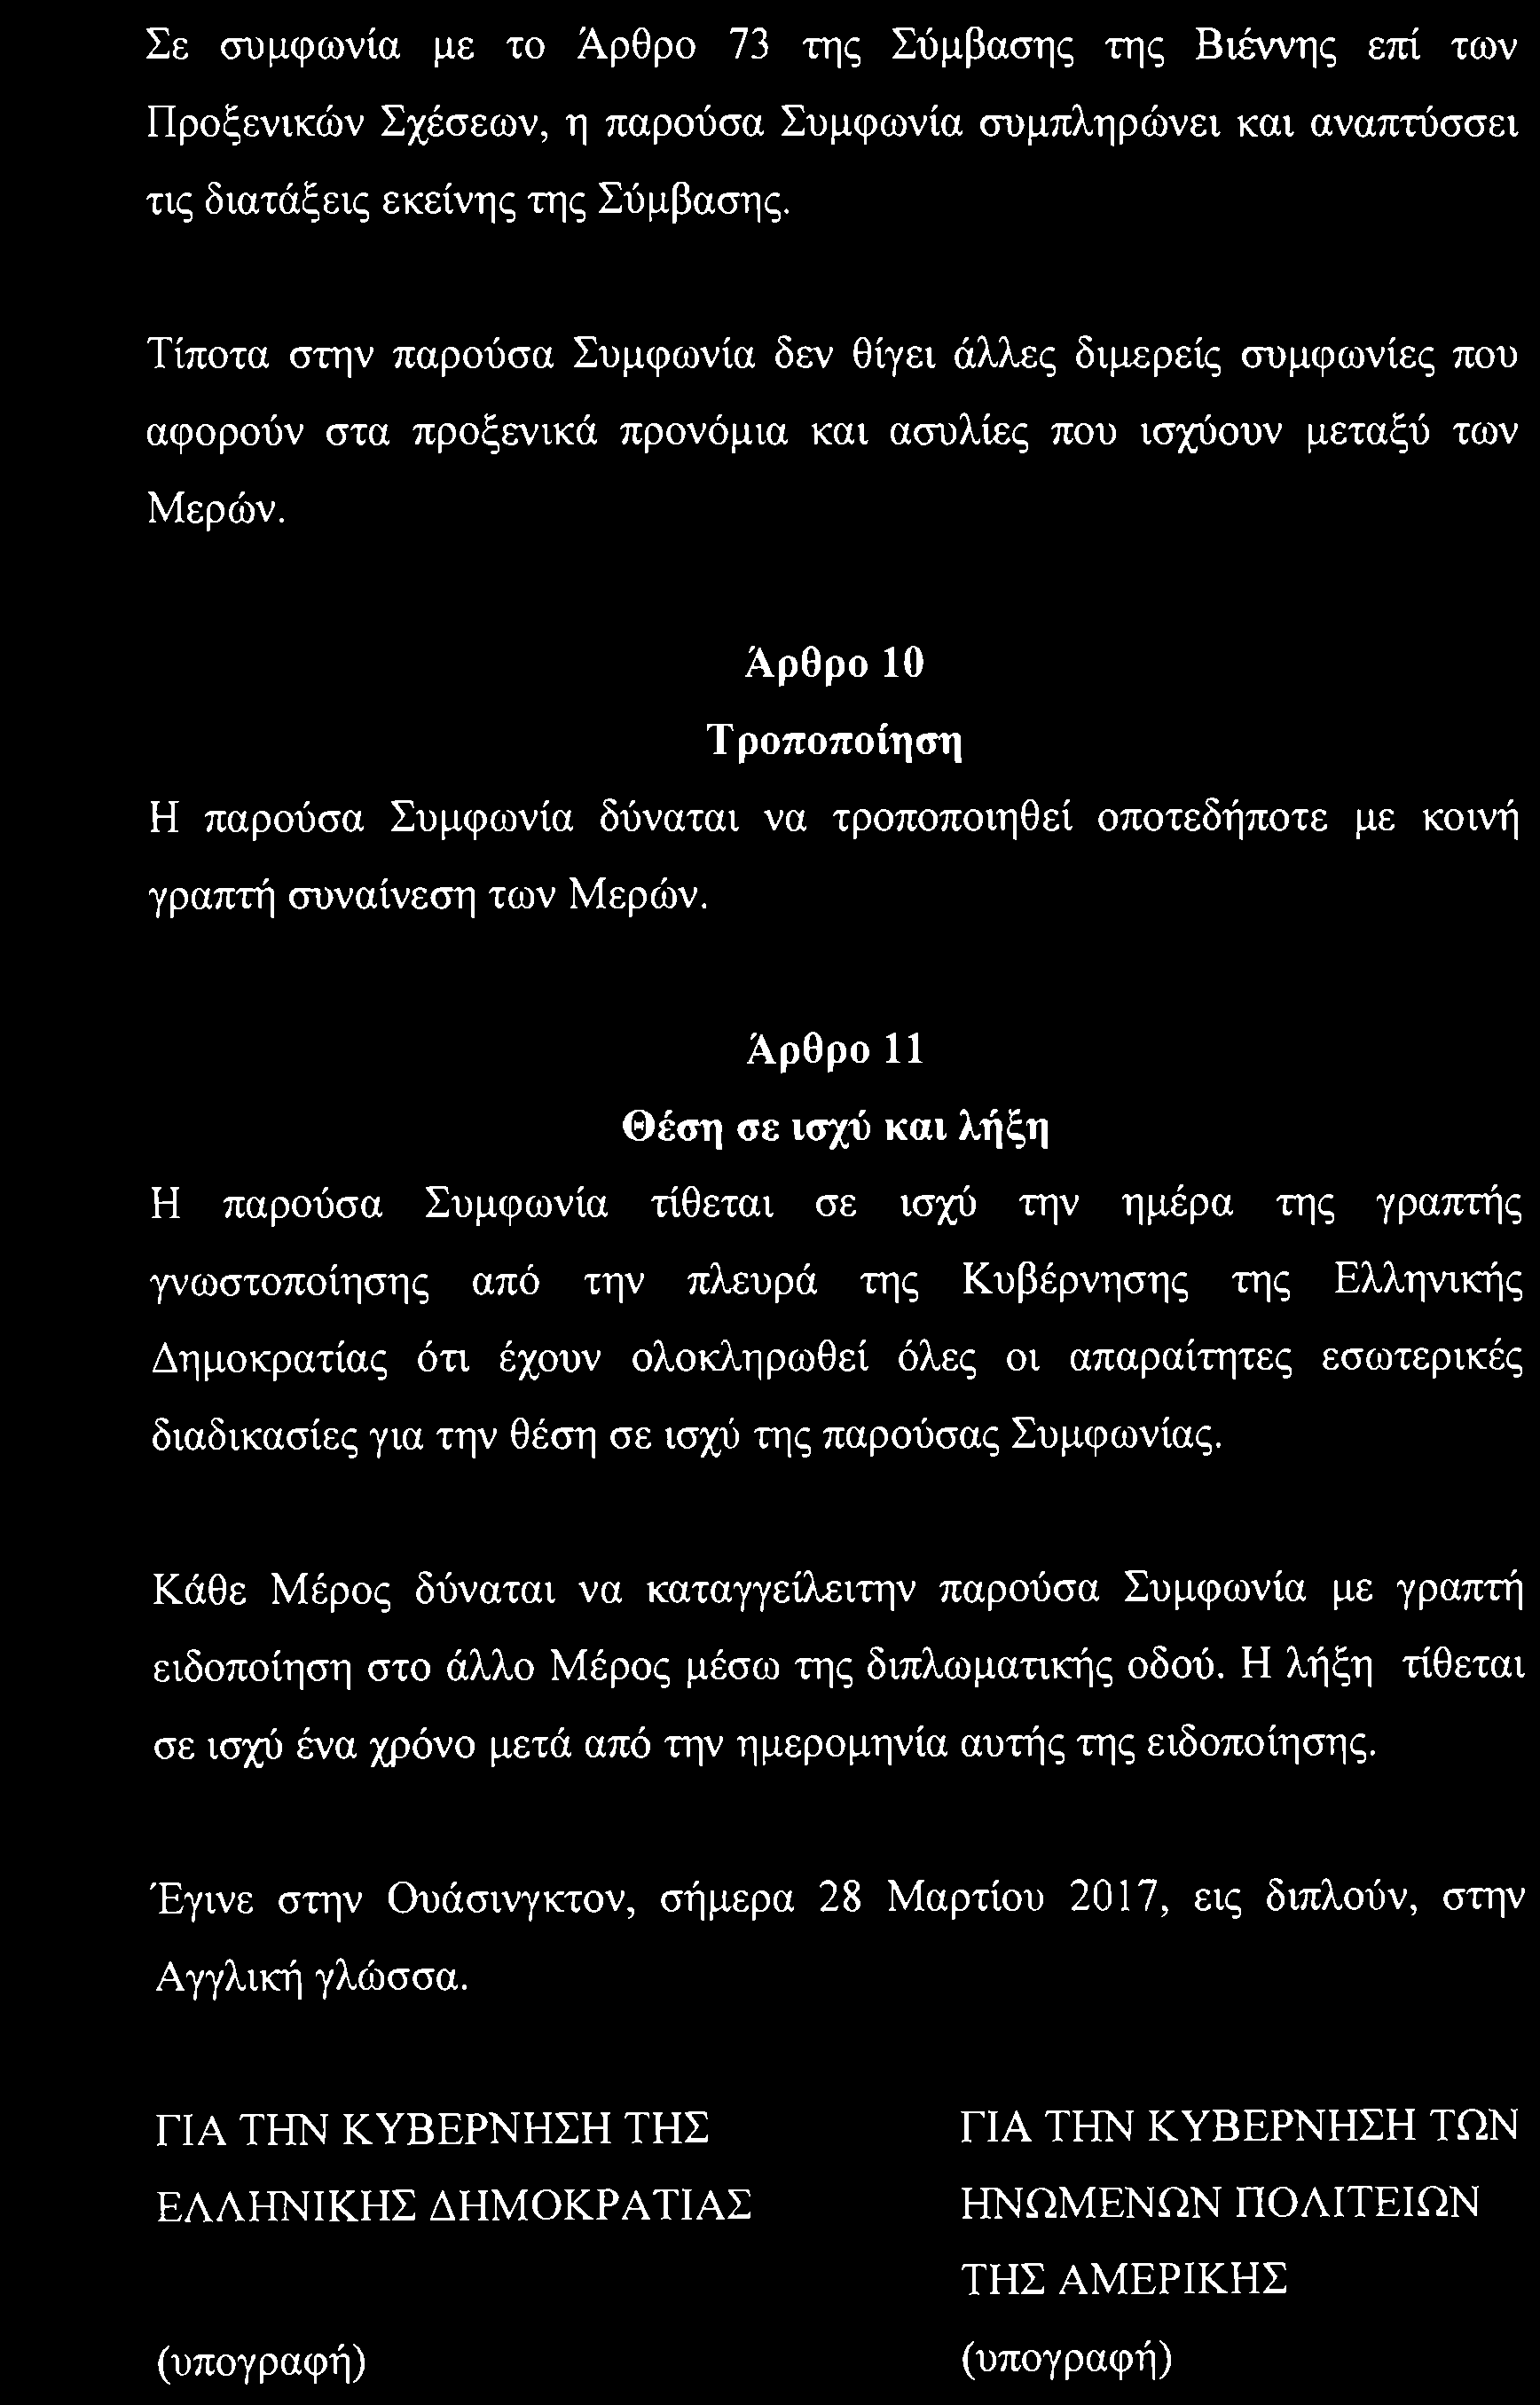 Σε συμφωνία με το Άρθρο 73 της Σύμβασης της Βιέννης επί των
Προξενικών Σχέσεων, η παρούσα Συμφωνία συμπληρώνει και αναπτύσσει
τις διατάξεις εκείνης της Σύμβασης.
Τίποτα στην παρούσα Συμφωνία δεν θίγει άλλες διμερείς συμφωνίες που
αφορούν στα προξενικά προνόμια και ασυλίες που ισχύουν μεταξύ των
Μερών.
Άρθρο 10
Τροποποίηση
Η παρούσα Συμφωνία δύναται να τροποποιηθεί οποτεδήποτε με κοινή
γραπτή συναίνεση των Μερών.
Άρθρο 11
Θέση σε ισχύ και λήξη
Η παρούσα Συμφωνία τίθεται σε ισχύ την ημέρα της γραπτής
γνωστοποίησης από την πλευρά της Κυβέρνησης της Ελληνικής
Δημοκρατίας ότι έχουν ολοκληρωθεί όλες οι απαραίτητες εσωτερικές
διαδικασίες για την θέση σε ισχύ της παρούσας Συμφωνίας.
Κάθε Μέρος δύναται να καταγγείλειτην παρούσα Συμφωνία με γραπτή
ειδοποίηση στο άλλο Μέρος μέσω της διπλωματικής οδού. Η λήξη τίθεται
σε ισχύ ένα χρόνο μετά από την ημερομηνία αυτής της ειδοποίησης.
Έγινε στην Ουάσινγκτον, σήμερα 28 Μαρτίου 2017, εις διπλούν, στην
Αγγλική γλώσσα.
ΓΙΑ ΤΗΝ ΚΥΒΕΡΝΗΣΗ ΤΗΣ
ΕΛΛΗΝΙΚΗΣ ΔΗΜΟΚΡΑΤΙΑΣ
(υπογραφή)
ΓΙΑ ΤΗΝ ΚΥΒΕΡΝΗΣΗ ΤΩΝ
ΗΝΩΜΕΝΩΝ ΠΟΛΙΤΕΙΩΝ
ΤΗΣ ΑΜΕΡΙΚΗΣ
(υπογραφή)